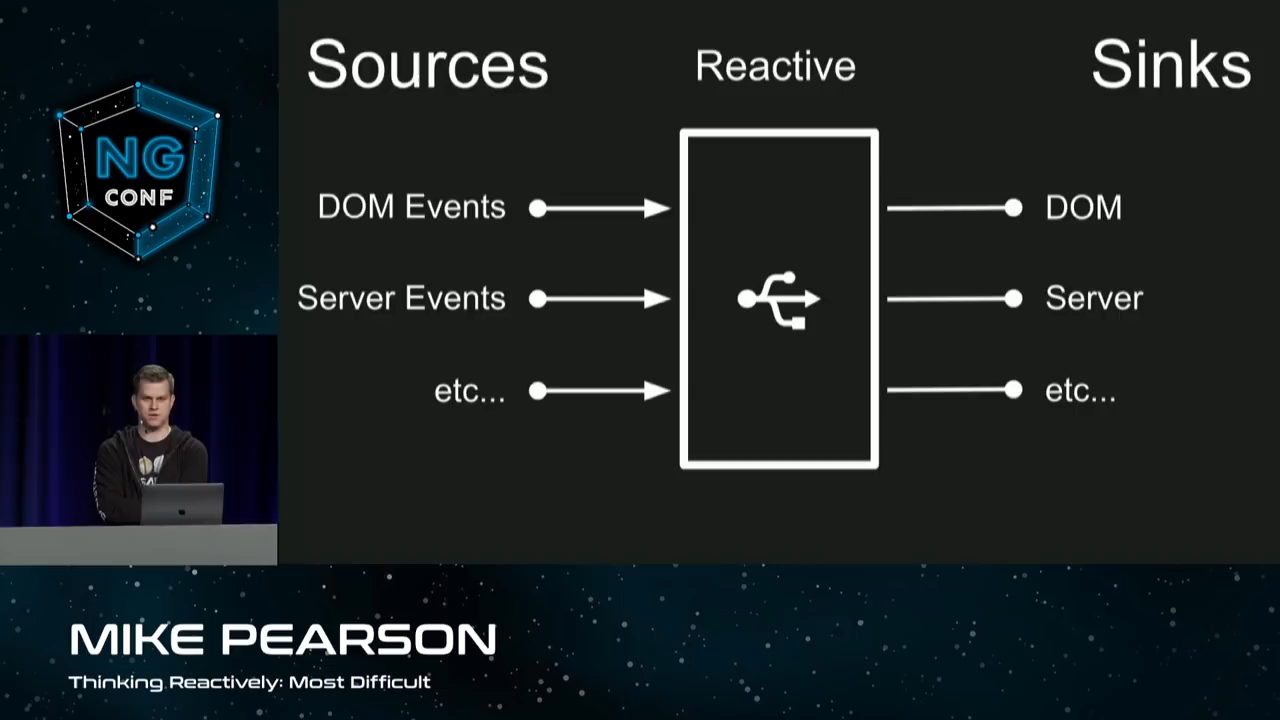 Sources
Reactive
Sinks
NG
CONF
DOM Events
DOM
Server Events
Server
etc...
etc...
MIKE PEARSON
Thinking Reactively: Most Difficult